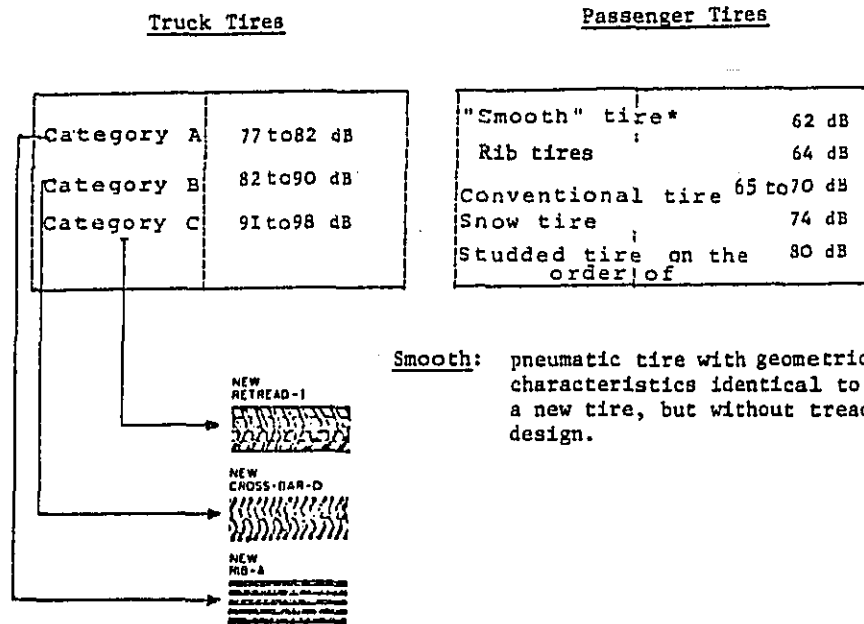 Truck Tires
Passenger Tires
Category A 77 to 82 dB
Category B 82 to 90 dB
Category C 91 to 98 dB
"Smooth" tire* 62 dB
Rib tires 64 dB
Conventional tire 65 to 70 dB
Snow tire 74 dB
Studded tire on the 80 dB
order of
Smooth: pneumatic tire with geometric
characteristics identical to
a new tire, but without tread
design.
NEW
RETREAD-I
NEW
CROSS-BAR-D
NEW
RIB-A